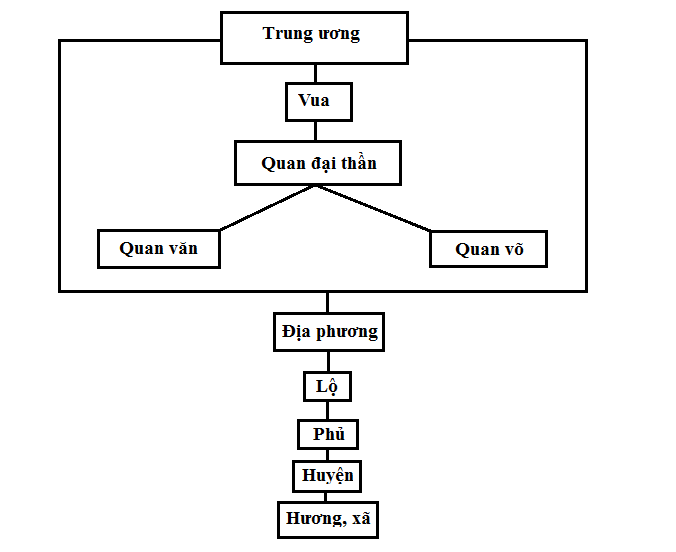 Trung ương
Vua
Quan đại thần
Quan văn
Quan võ
Địa phương
Lộ
Phủ
Huyện
Hương, xã